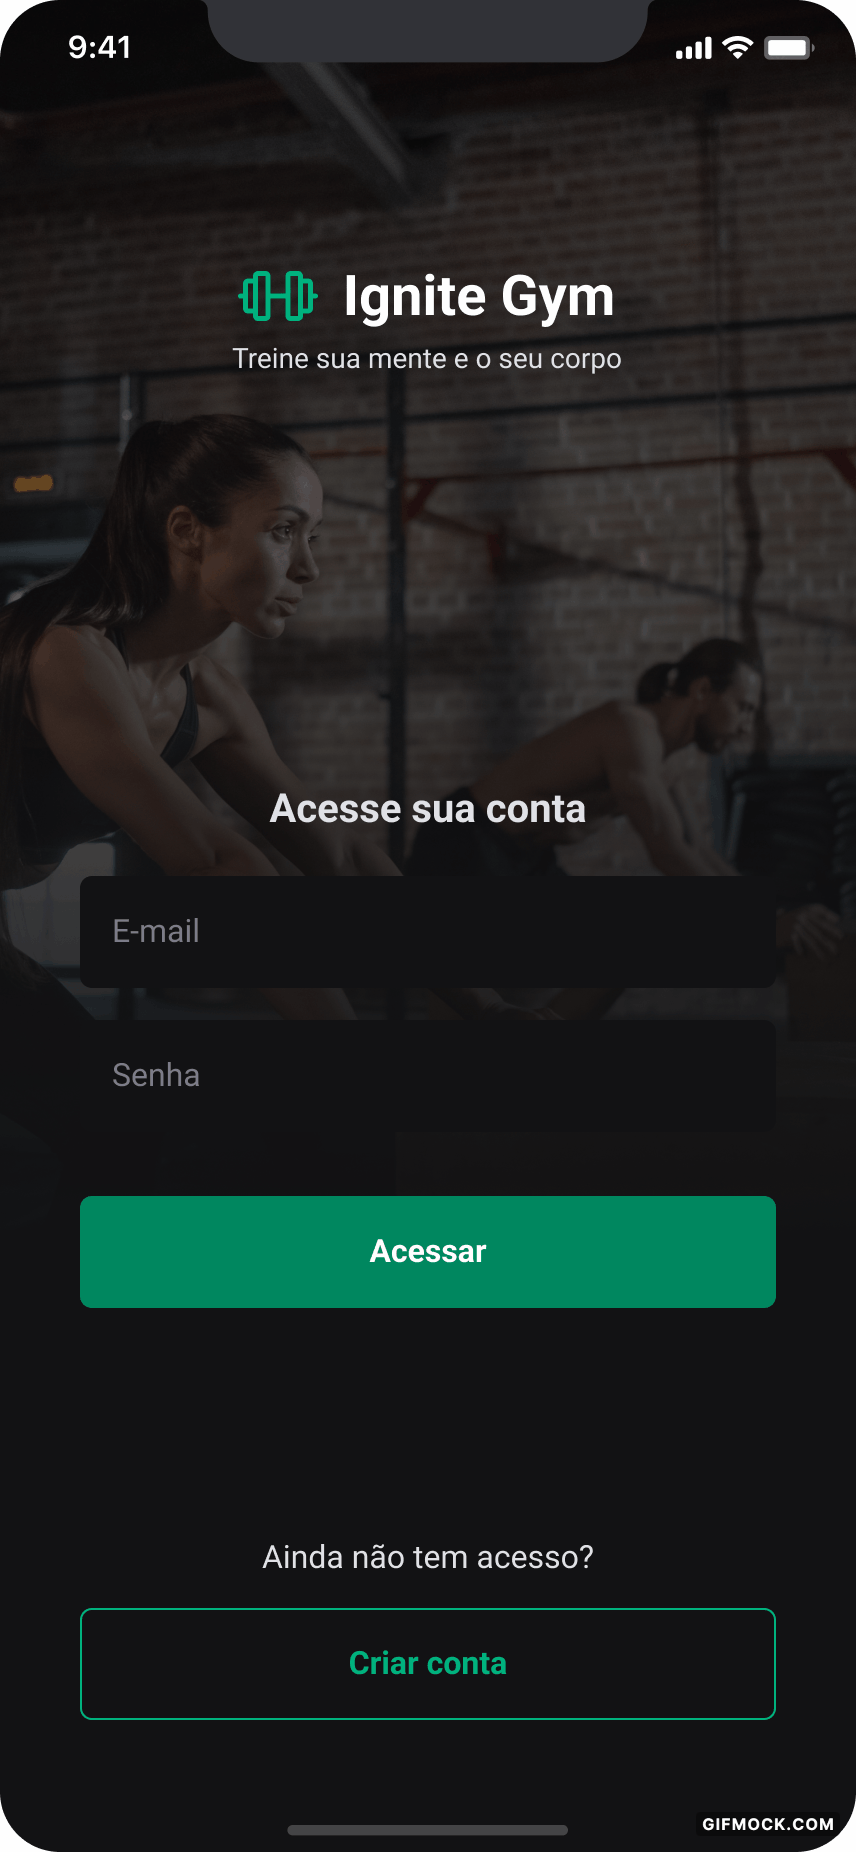 9:41
Ignite Gym
Treine sua mente e o seu corpo
Acesse sua conta
E-mail
Senha
Acessar
Ainda não tem acesso?
Criar conta
GIFMOCK.COM